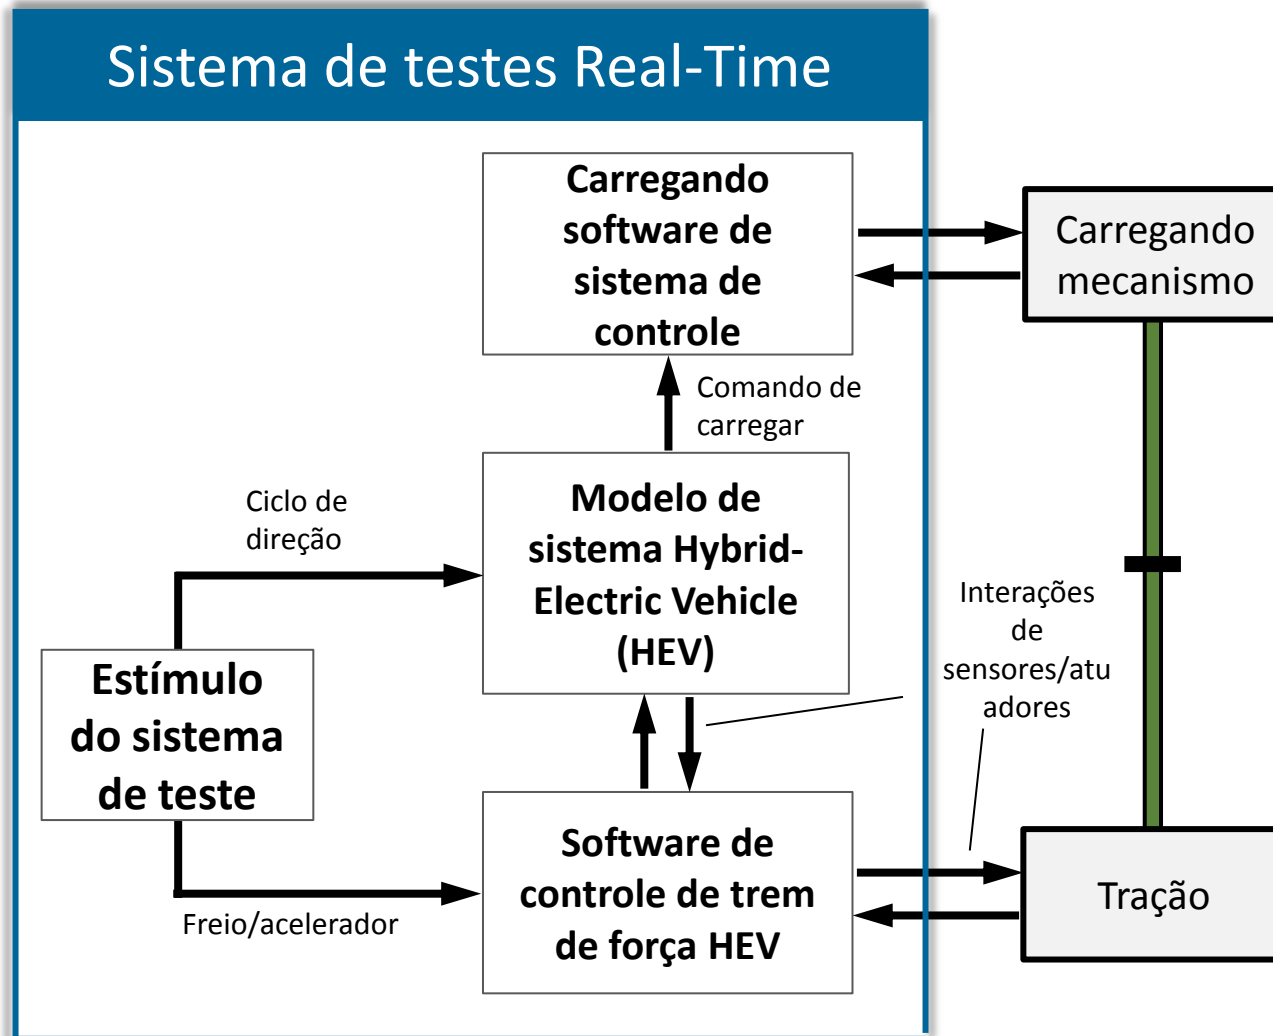 Sistema de testes Real-Time
Carregando
software de
sistema de
controle
Carregando
mecanismo
Comando de
carregar
Ciclo de
direção
Modelo de
sistema Hybrid-
Electric Vehicle
(HEV)
Interações
de
sensores/atu
adores
Estímulo
do sistema
de teste
Software de
controle de trem
de força HEV
Tração
Freio/acelerador